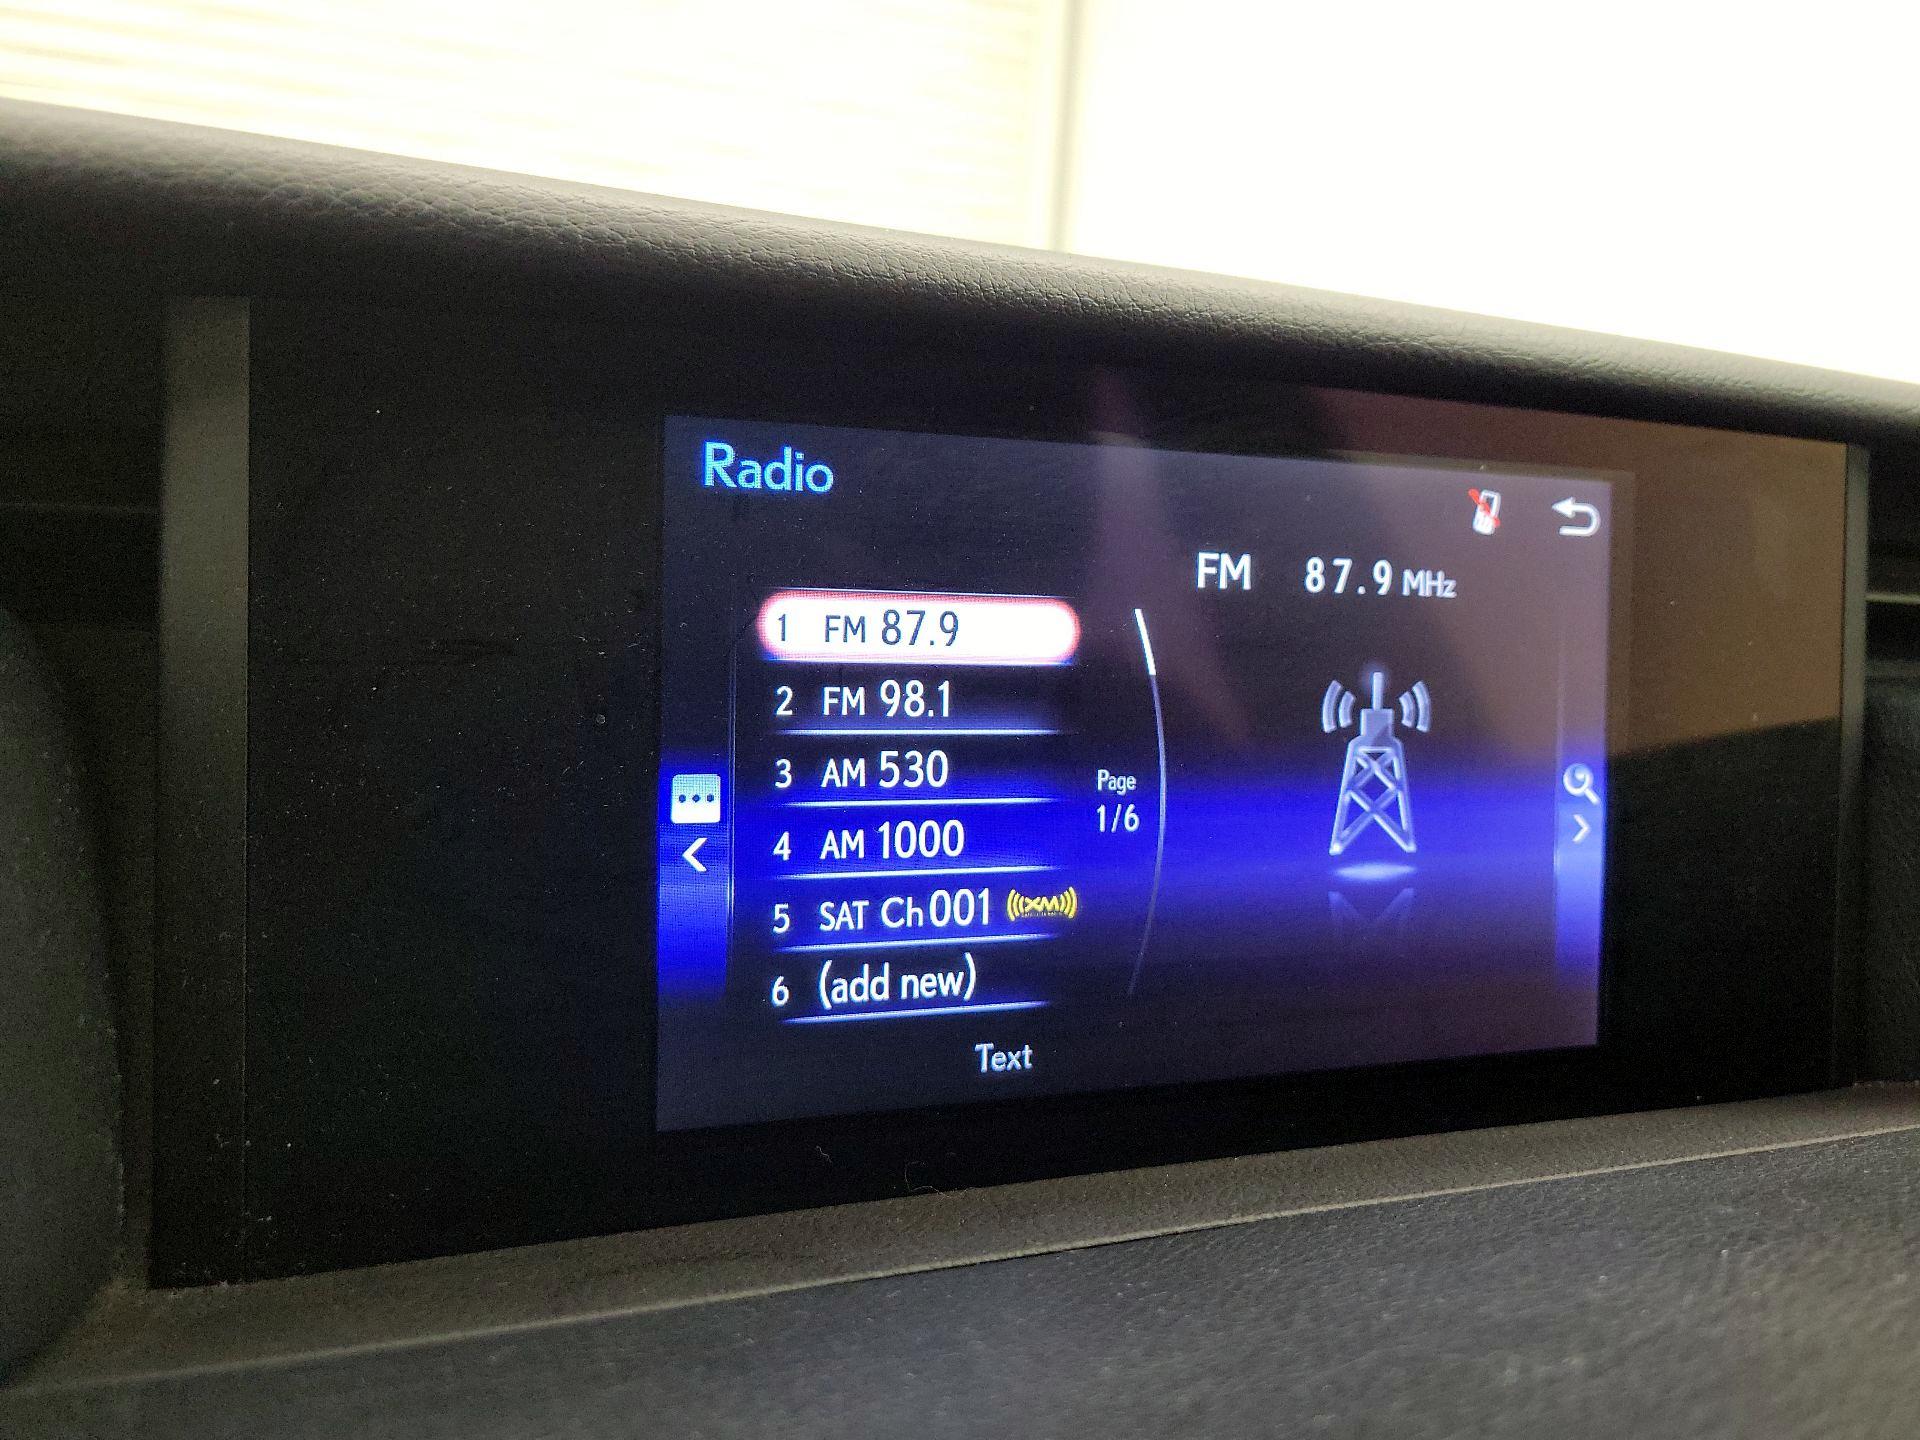 Radio
FM 87.9 MHz
1 FM 87.9
2 FM 98.1
3 AM 530
4 AM 1000
5 SAT Ch 001 ((XM))
6 (add new)
Page
1/6
Text